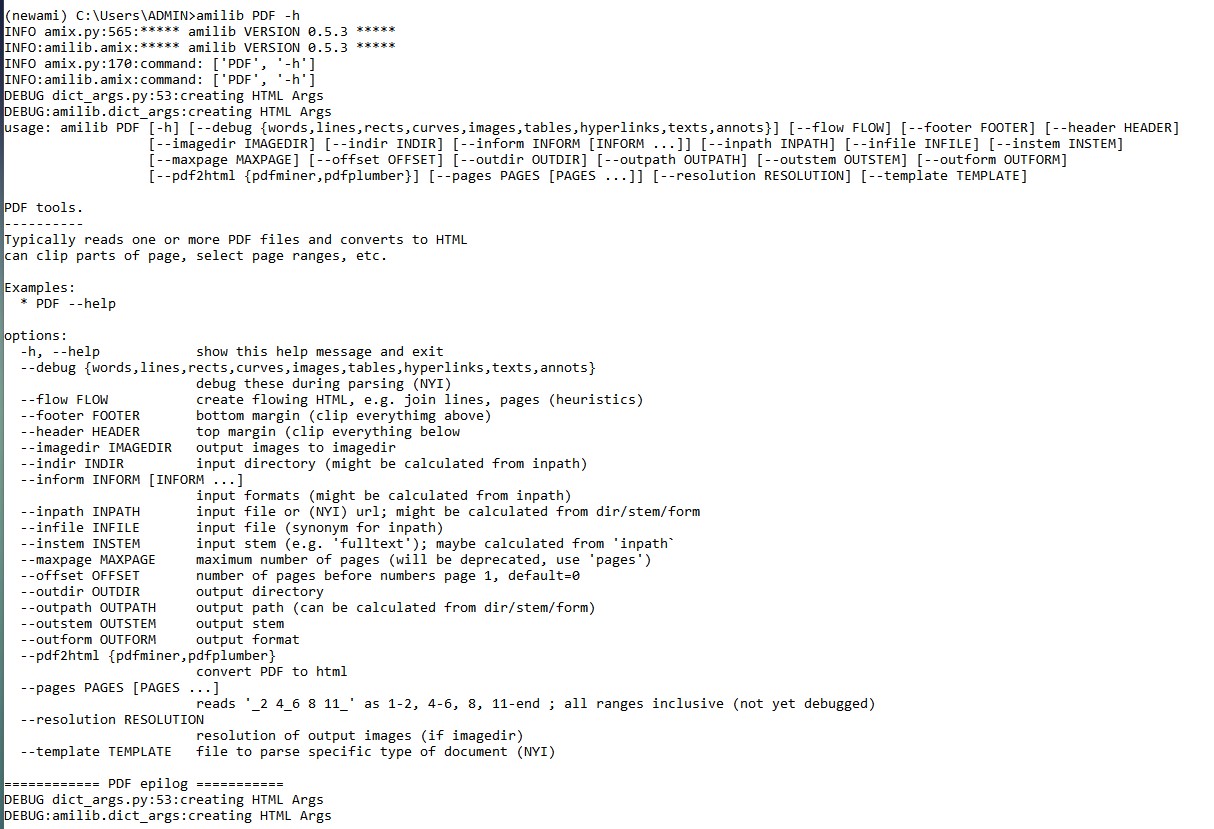 (newami) C:\Users\ADMIN>amilib PDF -h
INFO amix.py:565:***** amilib VERSION 0.5.3 *****
INFO:amilib.amix:***** amilib VERSION 0.5.3 *****
INFO amix.py:170:command: ['PDF', '-h']
INFO:amilib.amix:command: ['PDF', '-h']
DEBUG dict_args.py:53:creating HTML Args
DEBUG:amilib.dict_args:creating HTML Args
usage: amilib PDF [-h] [--debug {words,lines,rects,curves,images,tables,hyperlinks,texts,annots}] [--flow FLOW] [--footer FOOTER] [--header HEADER]
                  [--imagedir IMAGEDIR] [--indir INDIR] [--inform INFORM [INFORM ...]] [--inpath INPATH] [--infile INFILE] [--instem INSTEM]
                  [--maxpage MAXPAGE] [--offset OFFSET] [--outdir OUTDIR] [--outpath OUTPATH] [--outstem OUTSTEM] [--outform OUTFORM]
                  [--pdf2html {pdfminer,pdfplumber}] [--pages PAGES [PAGES ...]] [--resolution RESOLUTION] [--template TEMPLATE]

PDF tools.
----------
Typically reads one or more PDF files and converts to HTML
can clip parts of page, select page ranges, etc.

Examples:
  * PDF --help

options:
  -h, --help            show this help message and exit
  --debug {words,lines,rects,curves,images,tables,hyperlinks,texts,annots}
                        debug these during parsing (NYI)
  --flow FLOW           create flowing HTML, e.g. join lines, pages (heuristics)
  --footer FOOTER       bottom margin (clip everythimg above)
  --header HEADER       top margin (clip everything below
  --imagedir IMAGEDIR   output images to imagedir
  --indir INDIR         input directory (might be calculated from inpath)
  --inform INFORM [INFORM ...]
                        input formats (might be calculated from inpath)
  --inpath INPATH       input file or (NYI) url; might be calculated from dir/stem/form
  --infile INFILE       input file (synonym for inpath)
  --instem INSTEM       input stem (e.g. 'fulltext'); maybe calculated from 'inpath`
  --maxpage MAXPAGE     maximum number of pages (will be deprecated, use 'pages')
  --offset OFFSET       number of pages before numbers page 1, default=0
  --outdir OUTDIR       output directory
  --outpath OUTPATH     output path (can be calculated from dir/stem/form)
  --outstem OUTSTEM     output stem
  --outform OUTFORM     output format
  --pdf2html {pdfminer,pdfplumber}
                        convert PDF to html
  --pages PAGES [PAGES ...]
                        reads '_2 4_6 8 11_' as 1-2, 4-6, 8, 11-end ; all ranges inclusive (not yet debugged)
  --resolution RESOLUTION
                        resolution of output images (if imagedir)
  --template TEMPLATE   file to parse specific type of document (NYI)

============ PDF epilog ===========
DEBUG dict_args.py:53:creating HTML Args
DEBUG:amilib.dict_args:creating HTML Args